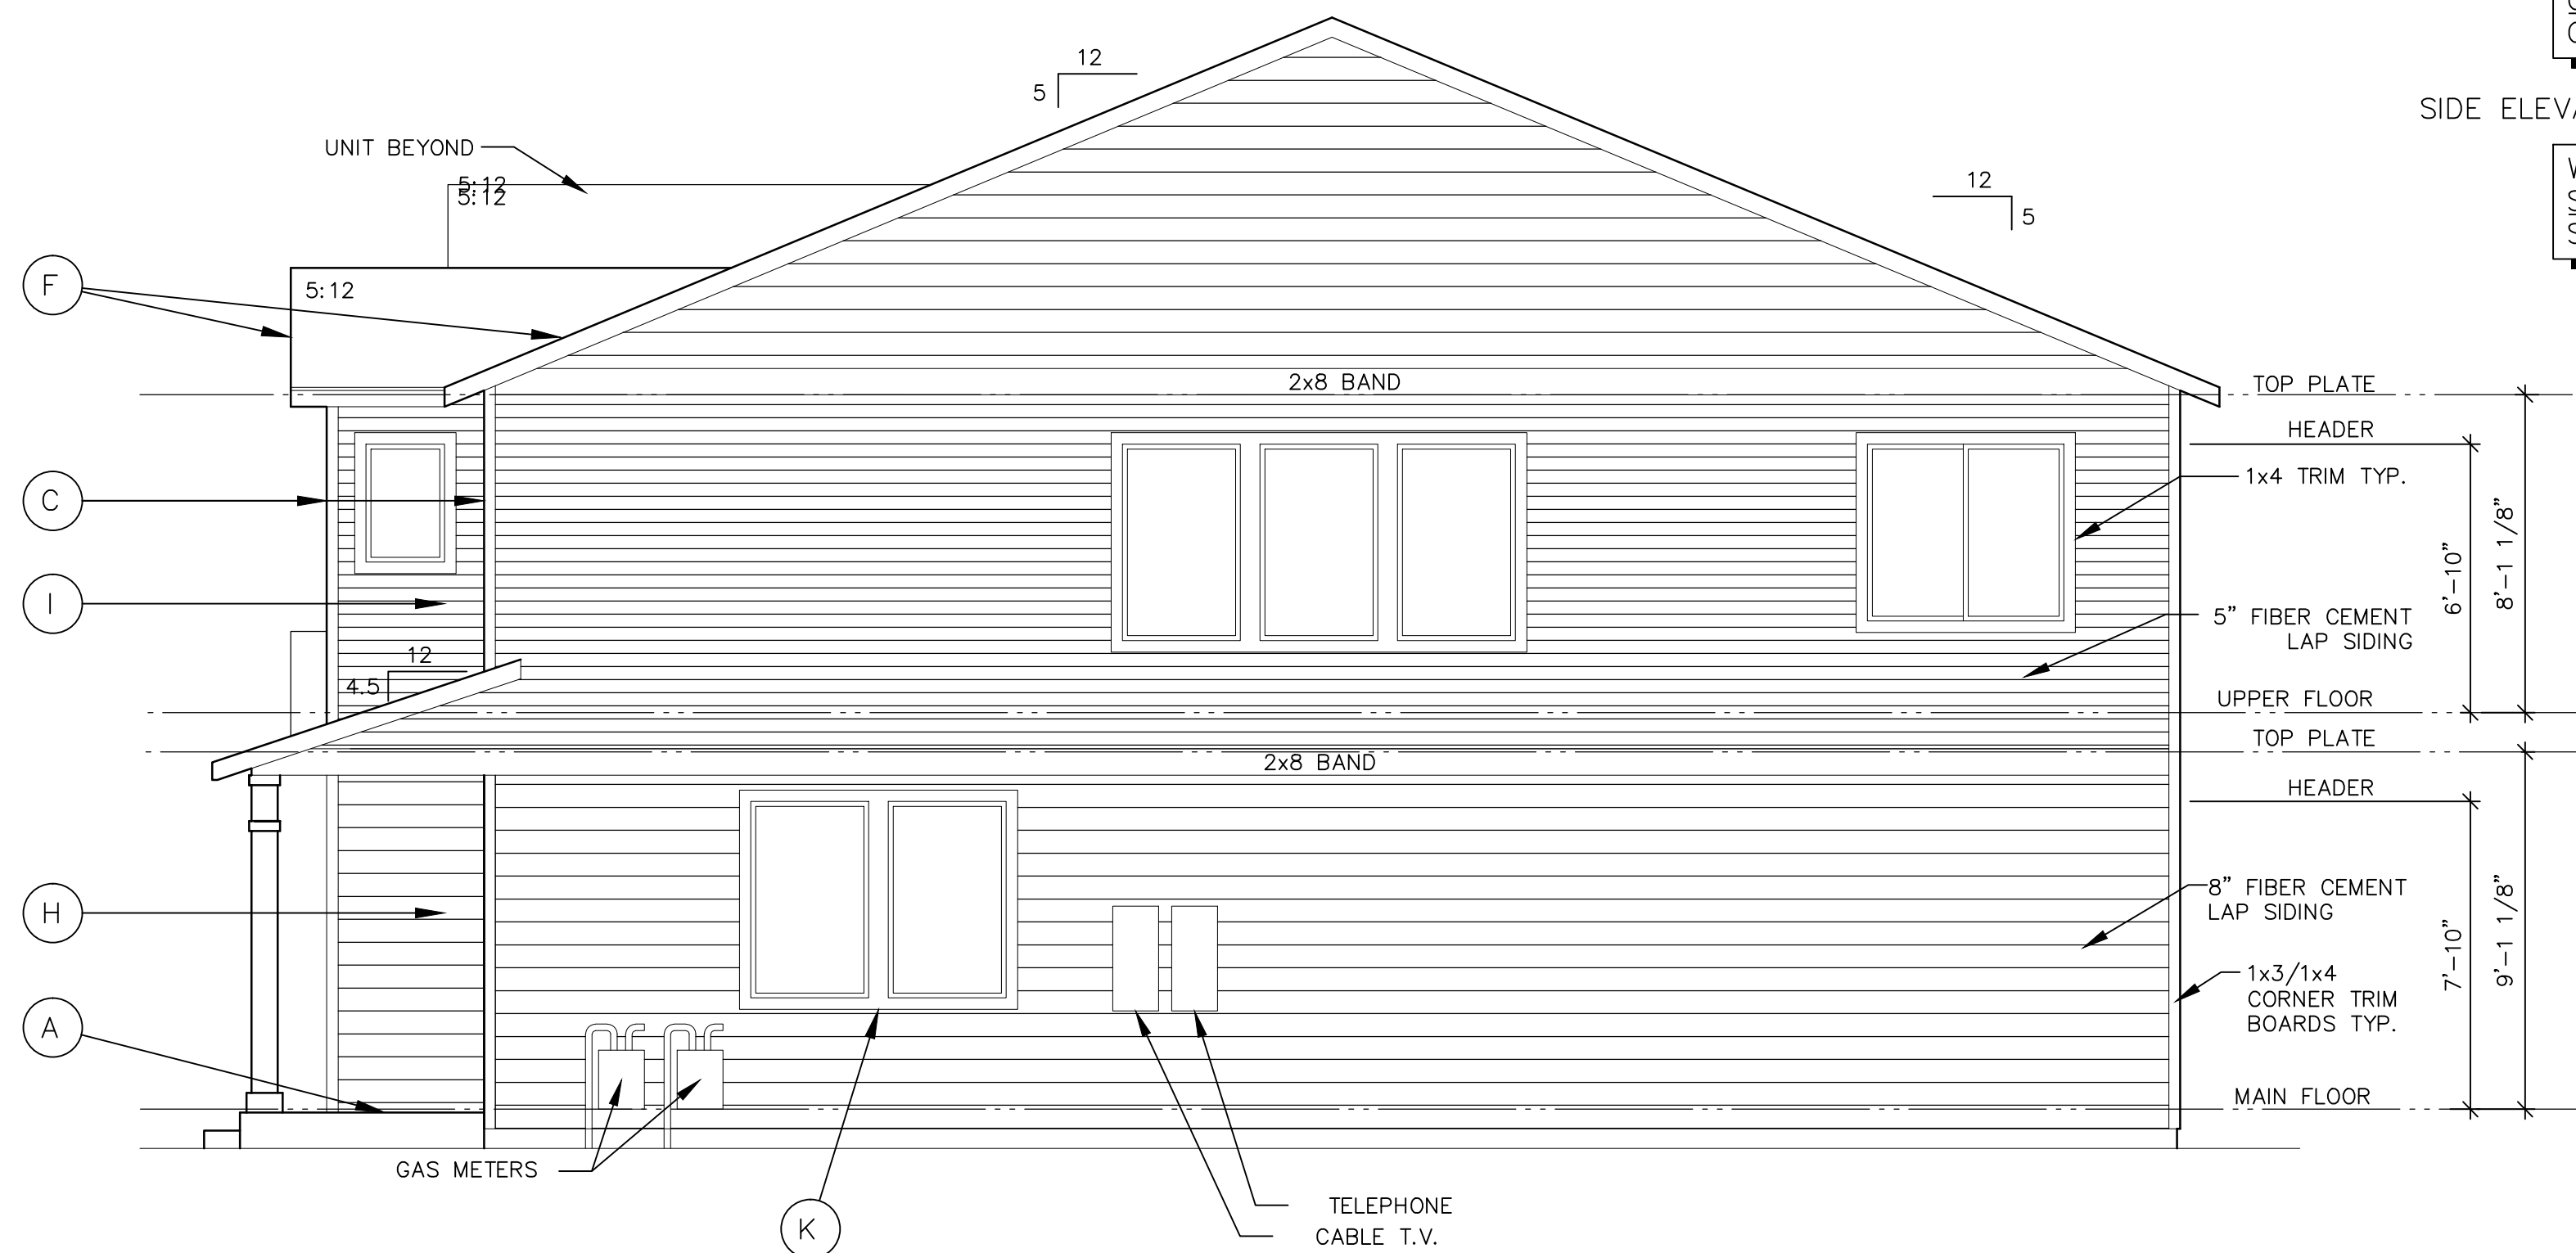 12
5
SIDE ELEV
UNIT BEYOND
5:12
5:12
12
5
F
5:12
2x8 BAND
TOP PLATE
HEADER
1x4 TRIM TYP.
C
6'-10"
8'-1 1/8"
I
5" FIBER CEMENT
LAP SIDING
12
4.5
UPPER FLOOR
TOP PLATE
2x8 BAND
HEADER
8" FIBER CEMENT
LAP SIDING
H
7'-10"
9'-1 1/8"
1x3/1x4
CORNER TRIM
BOARDS TYP.
A
MAIN FLOOR
GAS METERS
K
TELEPHONE
CABLE T.V.